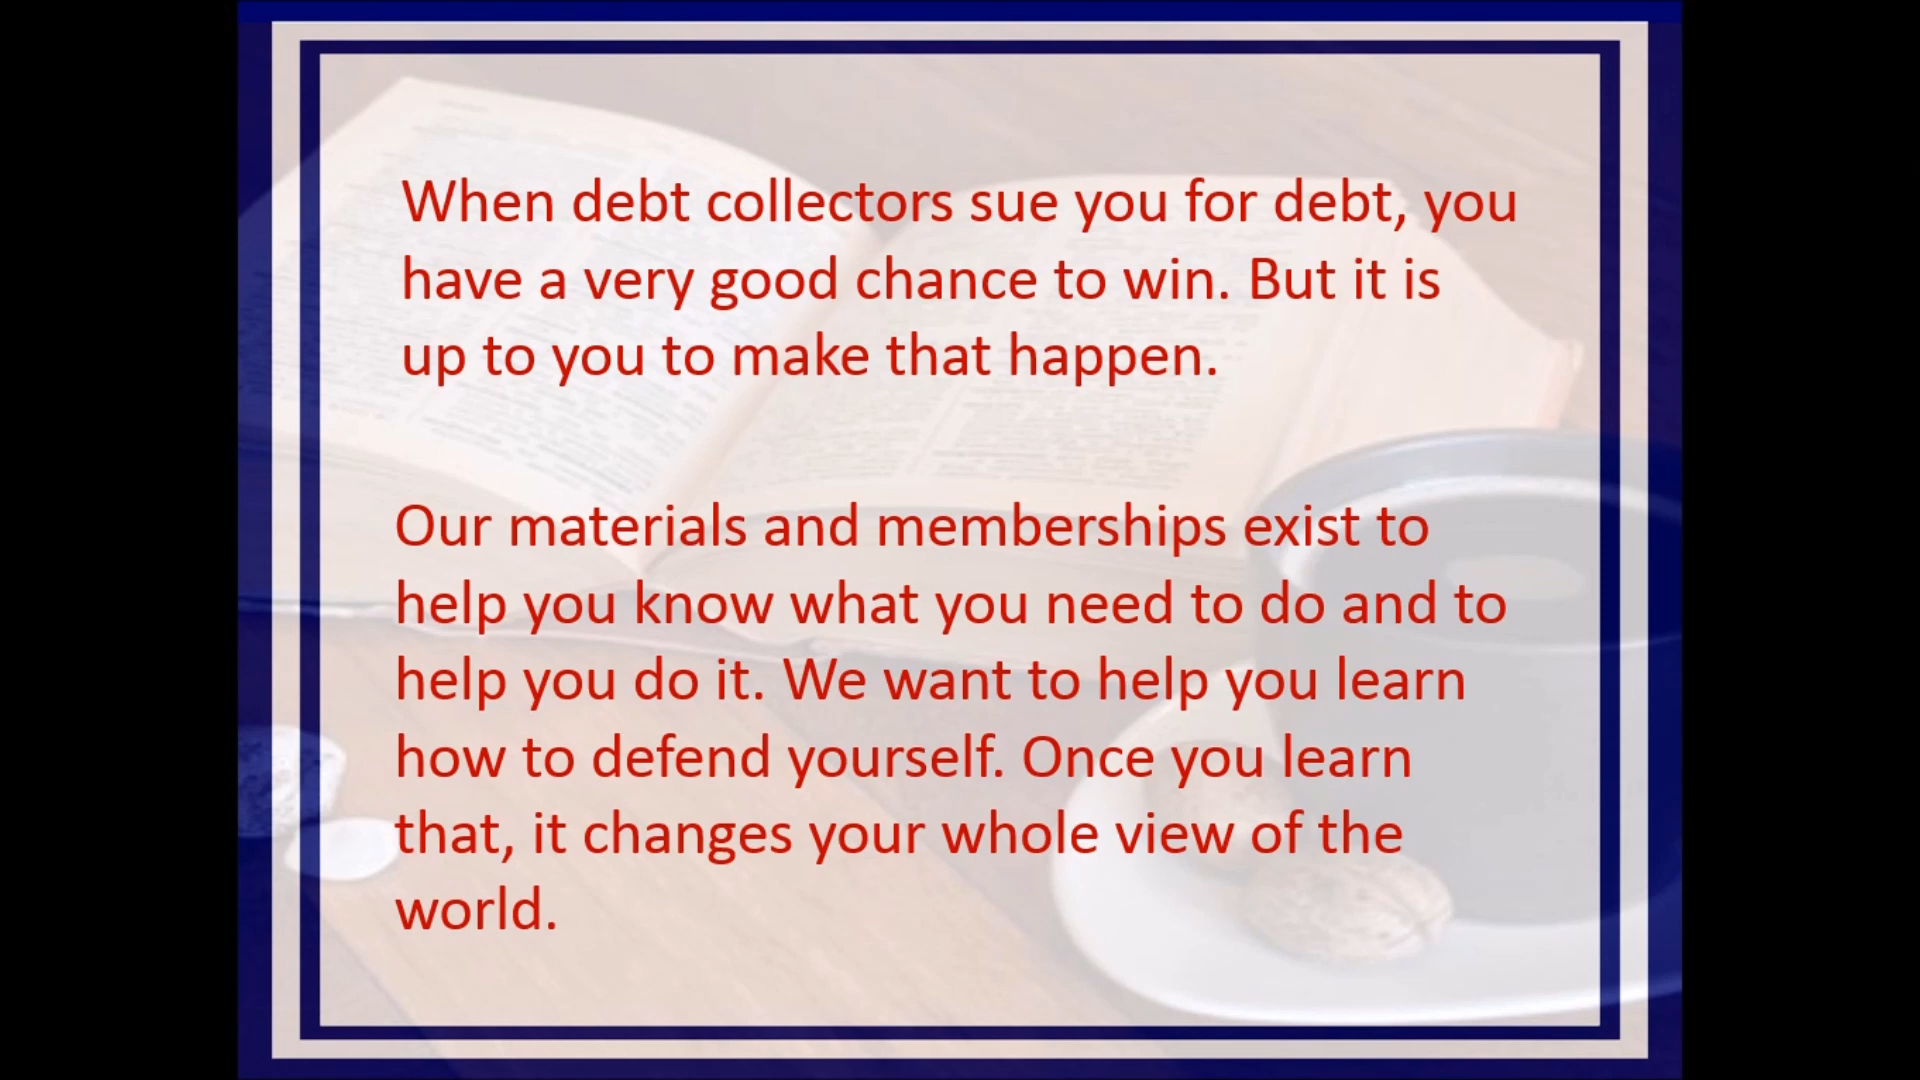 When debt collectors sue you for debt, you
have a very good chance to win. But it is
up to you to make that happen.
Our materials and memberships exist to
help you know what you need to do and to
help you do it. We want to help you learn
how to defend yourself. Once you learn
that, it changes your whole view of the
world.